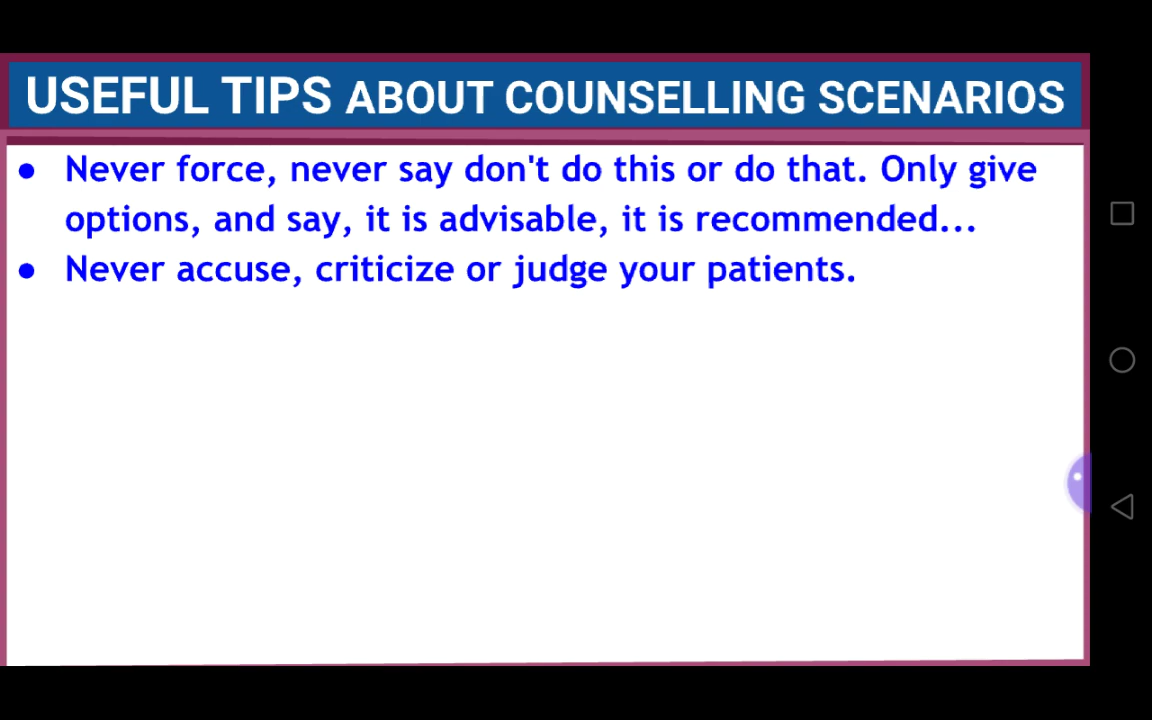 USEFUL TIPS ABOUT COUNSELLING SCENARIOS
● Never force, never say don't do this or do that. Only give
options, and say, it is advisable, it is recommended...
● Never accuse, criticize or judge your patients.